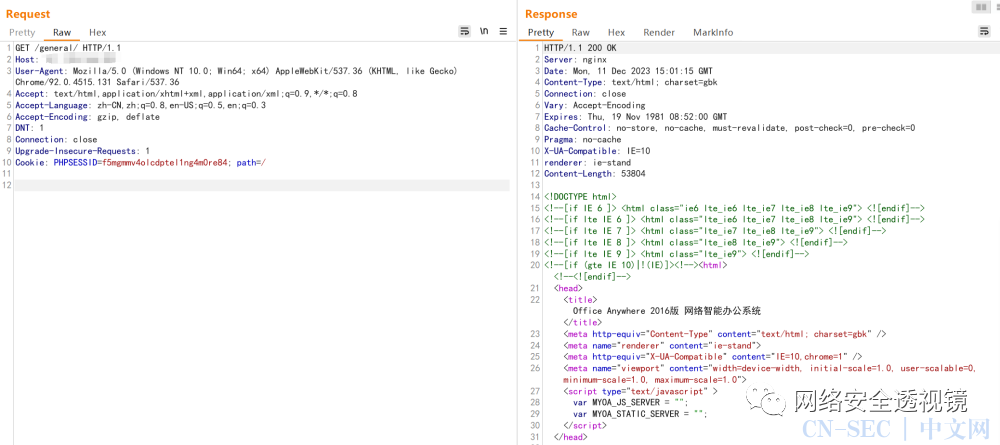 Request
Response
Pretty Raw Hex
\n
Pretty Raw Hex Render MarkInfo
1 GET /general/ HTTP/1.1
2 Host:
3 User-Agent: Mozilla/5.0 (Windows NT 10.0; Win64; x64) AppleWebKit/537.36 (KHTML, like Gecko)
Chrome/92.0.4515.131 Safari/537.36
4 Accept: text/html,application/xhtml+xml,application/xml;q=0.9,*/*;q=0.8
5 Accept-Language: zh-CN,zh;q=0.8,en-US;q=0.5,en;q=0.3
6 Accept-Encoding: gzip, deflate
7 DNT: 1
8 Connection: close
9 Upgrade-Insecure-Requests: 1
10 Cookie: PHPSESSID=f5mgmmv4olcdptel1ng4m0re84; path=/
11
12
1 HTTP/1.1 200 OK
2 Server: nginx
3 Date: Mon, 11 Dec 2023 15:01:15 GMT
4 Content-Type: text/html; charset=gbk
5 Connection: close
6 Vary: Accept-Encoding
7 Expires: Thu, 19 Nov 1981 08:52:00 GMT
8 Cache-Control: no-store, no-cache, must-revalidate, post-check=0, pre-check=0
9 Pragma: no-cache
10 X-UA-Compatible: IE=10
11 renderer: ie-stand
12 Content-Length: 53804
13
14 <!DOCTYPE html>
15 <!--[if IE 6 ]> <html class="ie6 lte_ie6 lte_ie7 lte_ie8 lte_ie9"> <![endif]-->
16 <!--[if lte IE 6 ]> <html class="lte_ie6 lte_ie7 lte_ie8 lte_ie9"> <![endif]-->
17 <!--[if lte IE 7 ]> <html class="lte_ie7 lte_ie8 lte_ie9"> <![endif]-->
18 <!--[if lte IE 8 ]> <html class="lte_ie8 lte_ie9"> <![endif]-->
19 <!--[if lte IE 9 ]> <html class="lte_ie9"> <![endif]-->
20 <!--[if (gte IE 10)|!(IE)]><!--><html>
<!--<![endif]-->
21 <head>
22 <title>
Office Anywhere 2016版 网络智能办公系统
</title>
23 <meta http-equiv="Content-Type" content="text/html; charset=gbk" />
24 <meta name="renderer" content="ie-stand">
25 <meta http-equiv="X-UA-Compatible" content="IE=10,chrome=1" />
26 <meta name="viewport" content="width=device-width, initial-scale=1.0, user-scalable=0,
minimum-scale=1.0, maximum-scale=1.0">
27 <script type="text/javascript" >
28 var MYOA_JS_SERVER = "";
29 var MYOA_STATIC_SERVER = "";
30 </script>
31 </head>
网络安全透视镜
CN-SEC 中文网